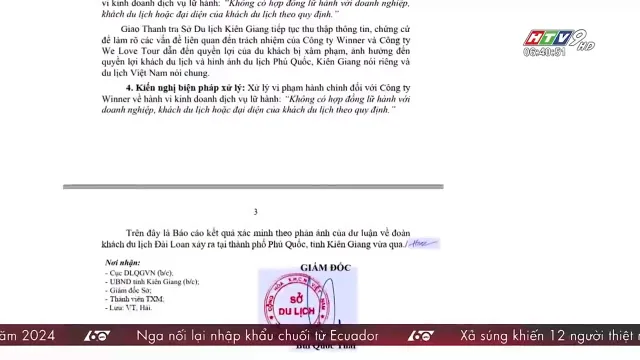 vi kinh doanh dịch vụ lữ hành: "Không có hợp đồng lữ hành với doanh nghiệp,
khách du lịch hoặc đại diện của khách du lịch theo quy định."
HTV9 HD
06:40:51
Giao Thanh tra Sở Du lịch Kiên Giang tiếp tục thu thập thông tin, chứng cứ
để làm rõ các vấn đề liên quan đến trách nhiệm của Công ty Winner và Công ty
We Love Tour dẫn đến quyền lợi của du khách bị xâm phạm, ảnh hưởng đến
quyền lợi khách du lịch và hình ảnh du lịch Phú Quốc, Kiên Giang nói riêng và
du lịch Việt Nam nói chung.
4. Kiến nghị biện pháp xử lý: Xử lý vi phạm hành chính đối với Công ty
Winner về hành vi kinh doanh dịch vụ lữ hành: "Không có hợp đồng lữ hành với
doanh nghiệp, khách du lịch hoặc đại diện của khách du lịch theo quy định."
3
Trên đây là Báo cáo kết quả xác minh theo phản ánh của dư luận về đoàn
khách du lịch Đài Loan xảy ra tại thành phố Phú Quốc, tỉnh Kiên Giang vừa qua./.
Nơi nhận:
- Cục DLQGVN (b/c);
- UBND tỉnh Kiên Giang (b/c);
- Giám đốc Sở;
- Thành viên TXM;
- Lưu: VT, Hải.
GIÁM ĐỐC
SỞ
DU LỊCH
Bùi Quốc Thái
năm 2024 60 Nga nối lại nhập khẩu chuối từ Ecuador 60 Xả súng khiến 12 người thiệt